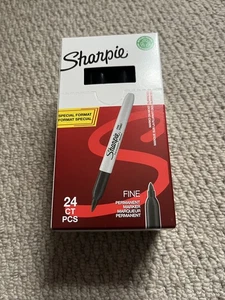 Sharpie
SPECIAL FORMAT
FORMAT SPECIAL
Sharpie
FINE
24
CT
PCS
PERMANENT
MARKER
MARQUEUR
PERMANENT